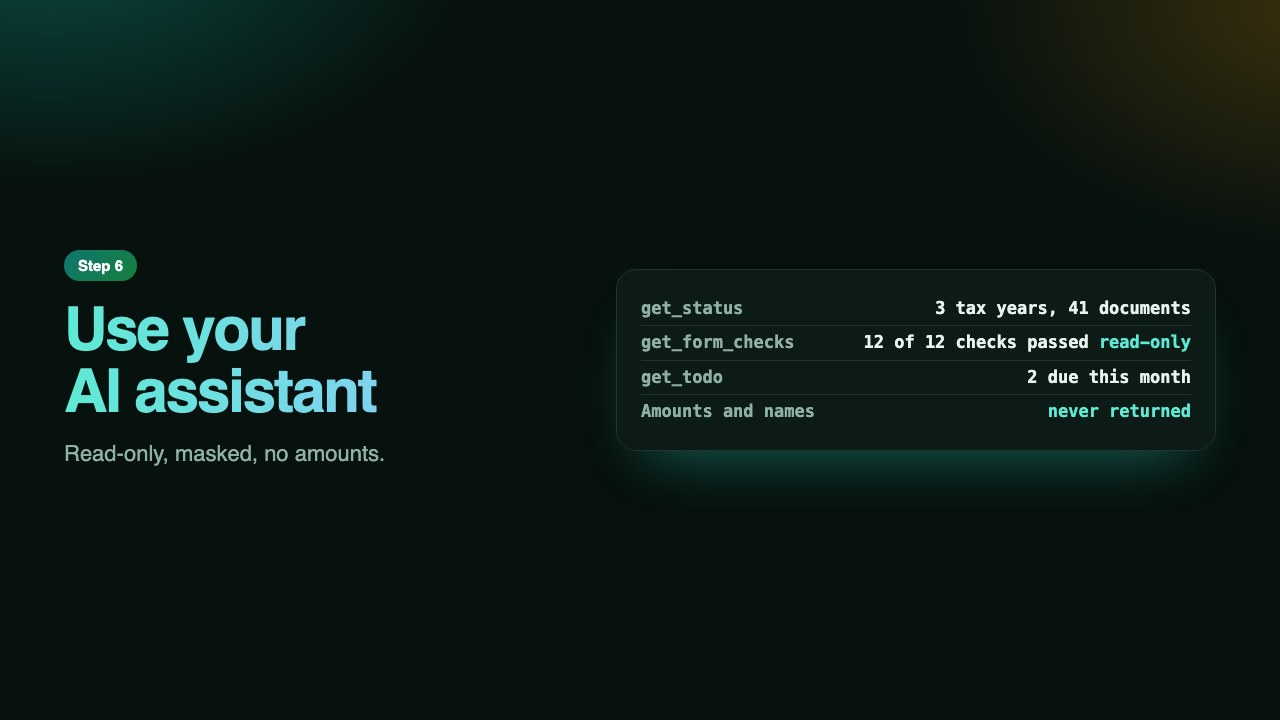 Step 6
Use your
AI assistant
Read-only, masked, no amounts.
get_status 3 tax years, 41 documents
get_form_checks 12 of 12 checks passed read-only
get_todo 2 due this month
Amounts and names never returned